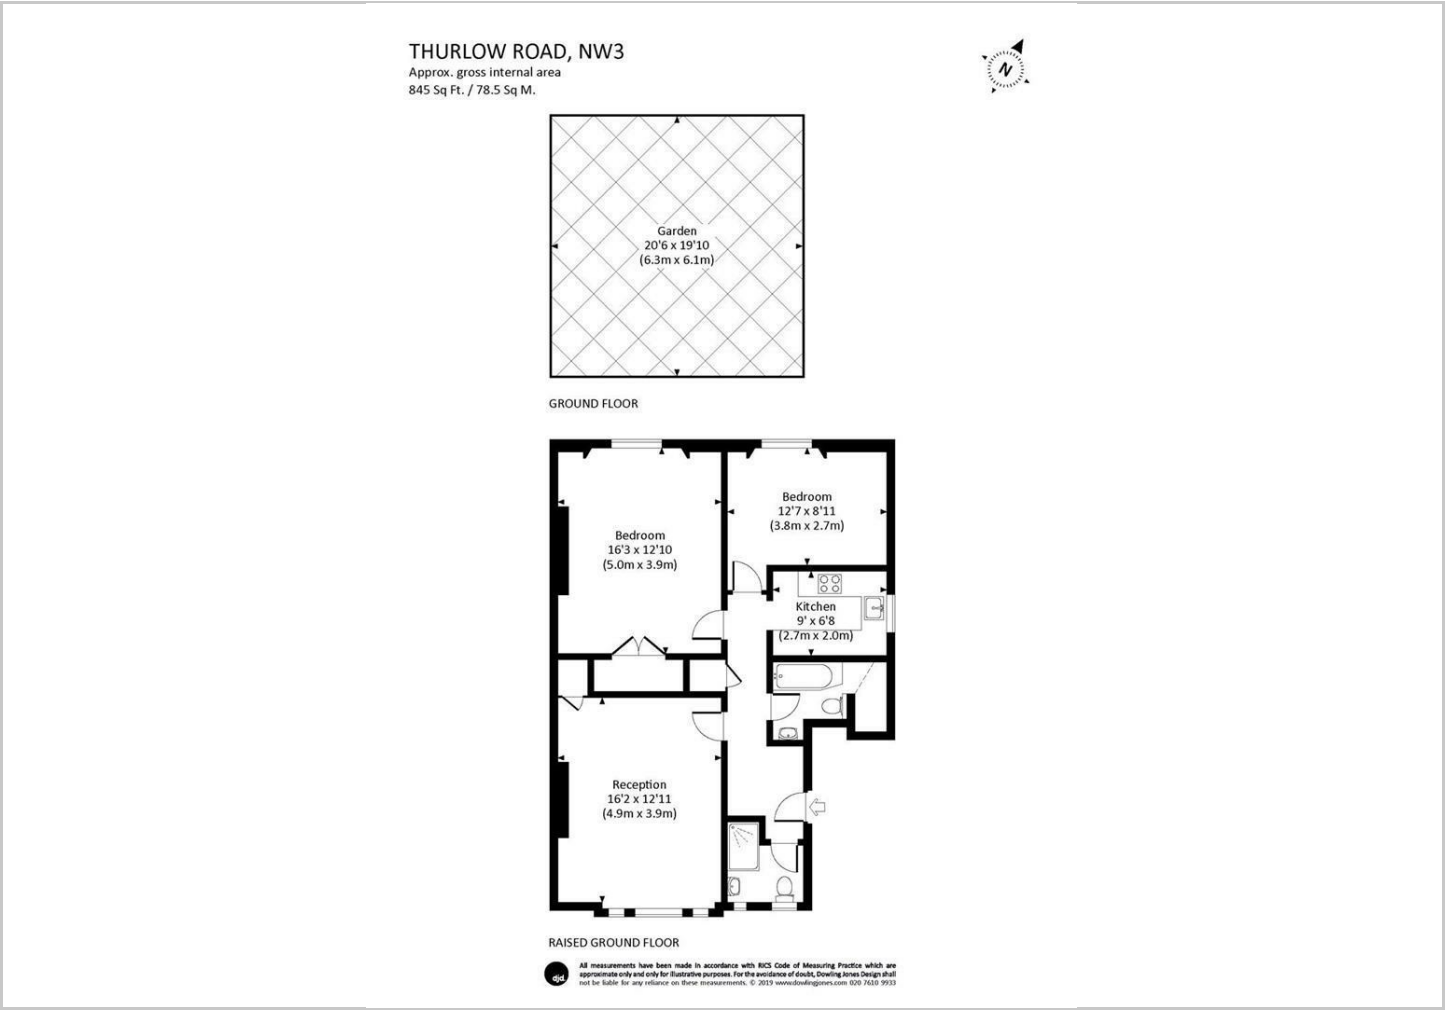 THURLOW ROAD, NW3
Approx. gross internal area
845 Sq Ft. / 78.5 Sq M.
N
Garden
20'6 x 19'10
(6.3m x 6.1m)
GROUND FLOOR
Bedroom
12'7 x 8'11
(3.8m x 2.7m)
Bedroom
16'3 x 12'10
(5.0m x 3.9m)
Kitchen
9' x 6'8
(2.7m x 2.0m)
Reception
16'2 x 12'11
(4.9m x 3.9m)
RAISED GROUND FLOOR
djd
All measurements have been made in accordance with RICS Code of Measuring Practice which are
approximate only and only for illustrative purposes. For the avoidance of doubt, Dowling Jones Design shall
not be liable for any reliance on these measurements. © 2019 www.dowlingjones.com 020 7610 9933